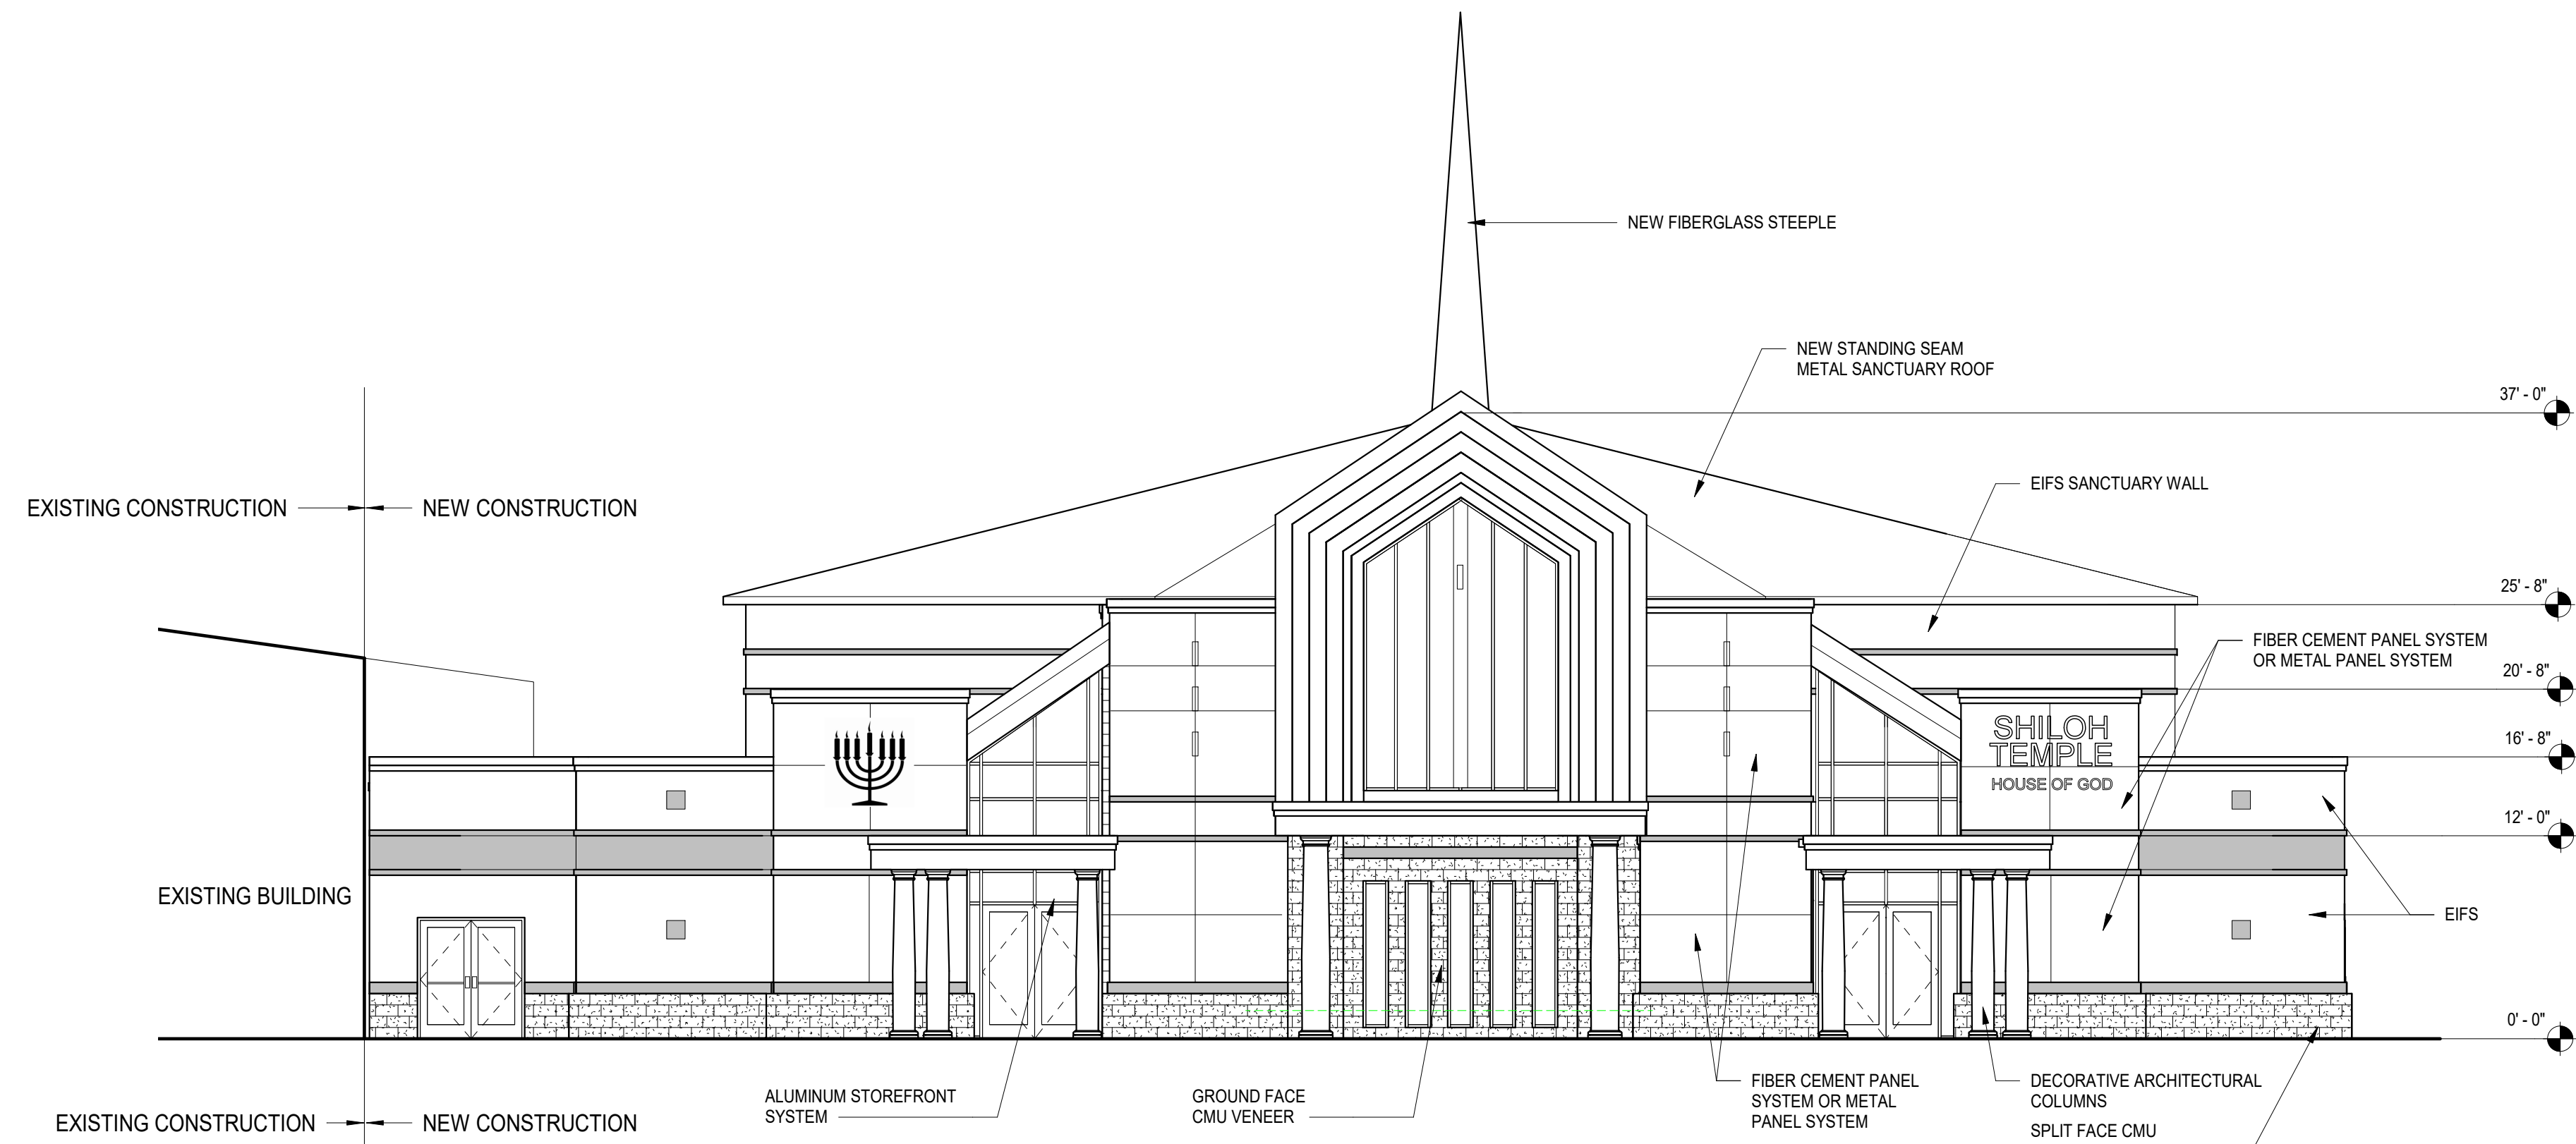 NEW FIBERGLASS STEEPLE
NEW STANDING SEAM
METAL SANCTUARY ROOF
37' - 0"
EIFS SANCTUARY WALL
EXISTING CONSTRUCTION
NEW CONSTRUCTION
25' - 8"
FIBER CEMENT PANEL SYSTEM
OR METAL PANEL SYSTEM
20' - 8"
SHILOH
TEMPLE
HOUSE OF GOD
16' - 8"
12' - 0"
EXISTING BUILDING
EIFS
0' - 0"
ALUMINUM STOREFRONT
SYSTEM
GROUND FACE
CMU VENEER
FIBER CEMENT PANEL
SYSTEM OR METAL
PANEL SYSTEM
DECORATIVE ARCHITECTURAL
COLUMNS
SPLIT FACE CMU
EXISTING CONSTRUCTION
NEW CONSTRUCTION